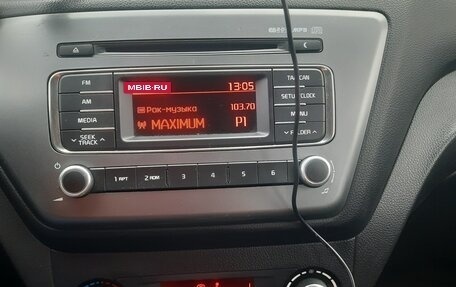 MP3
FM
AM
MEDIA
SEEK
TRACK
MBIB·RU
13:05
Рок-музыка
103.70
MAXIMUM
P1
TA/SCAN
SETUP/CLOCK
MENU
FOLDER
1 RPT
2 RDM
3
4
5
6